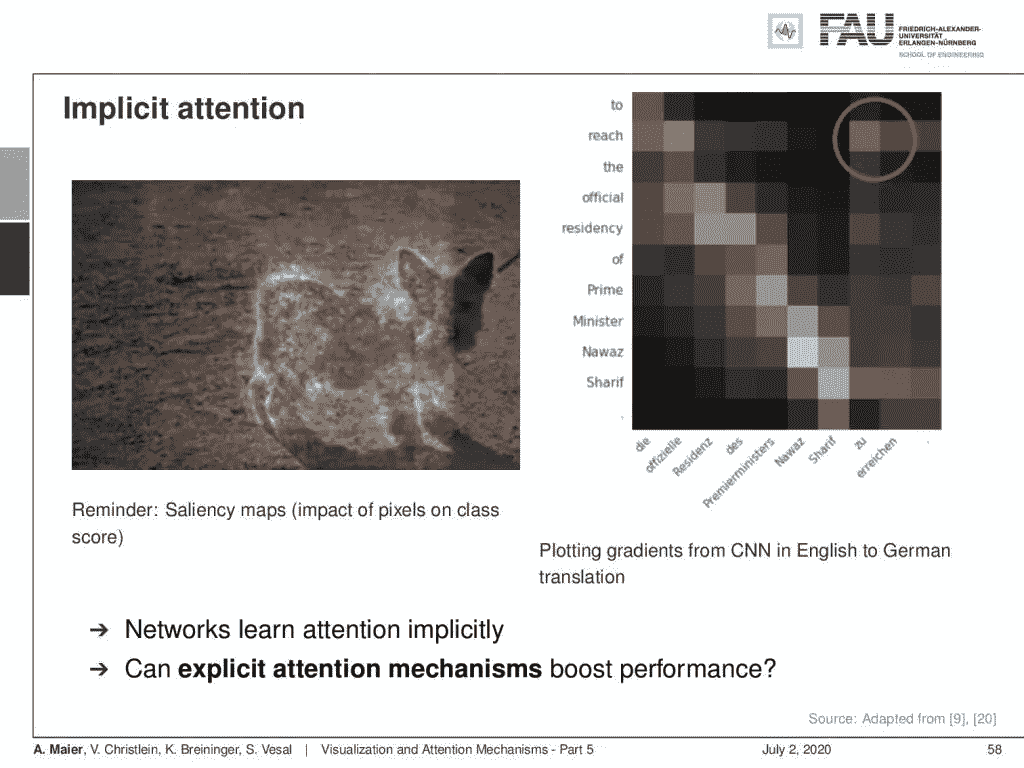 FAU
FRIEDRICH-ALEXANDER-
UNIVERSITÄT
ERLANGEN-NÜRNBERG
SCHOOL OF ENGINEERING
Implicit attention
to
reach
the
official
residency
of
Prime
Minister
Nawaz
Sharif
.
die
offizielle
Residenz
des
Premierministers
Nawaz
Sharif
zu
erreichen
.
Reminder: Saliency maps (impact of pixels on class
score)
Plotting gradients from CNN in English to German
translation
➔ Networks learn attention implicitly
➔ Can explicit attention mechanisms boost performance?
Source: Adapted from [9], [20]
A. Maier, V. Christlein, K. Breininger, S. Vesal | Visualization and Attention Mechanisms - Part 5 July 2, 2020 58